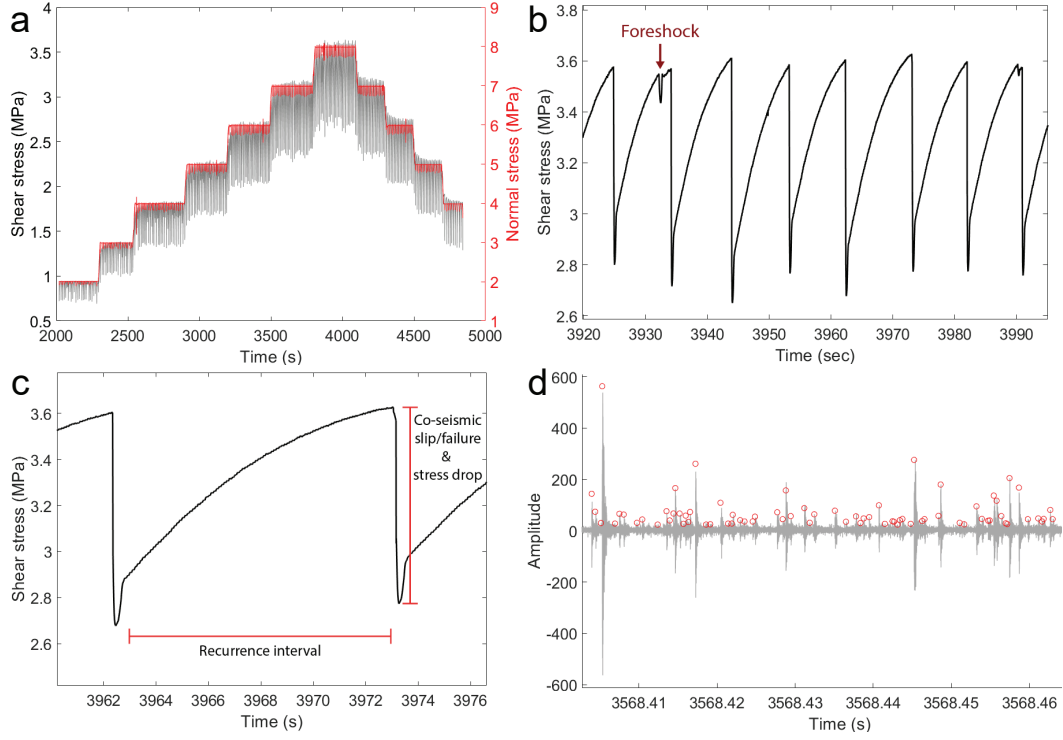 a
4
3.5
3
2.5
2
1.5
1
0.5
Shear stress (MPa)
9
8
7
6
5
4
3
2
1
Normal stress (MPa)
2000 2500 3000 3500 4000 4500 5000
Time (s)
b
3.8
3.6
3.4
3.2
3
2.8
2.6
Shear stress (MPa)
Foreshock
3920 3930 3940 3950 3960 3970 3980 3990
Time (sec)
c
3.6
3.4
3.2
3
2.8
2.6
Shear stress (MPa)
Co-seismic
slip/failure
&
stress drop
Recurrence interval
3962 3964 3966 3968 3970 3972 3974 3976
Time (s)
d
600
400
200
0
-200
-400
-600
Amplitude
3568.41 3568.42 3568.43 3568.44 3568.45 3568.46
Time (s)